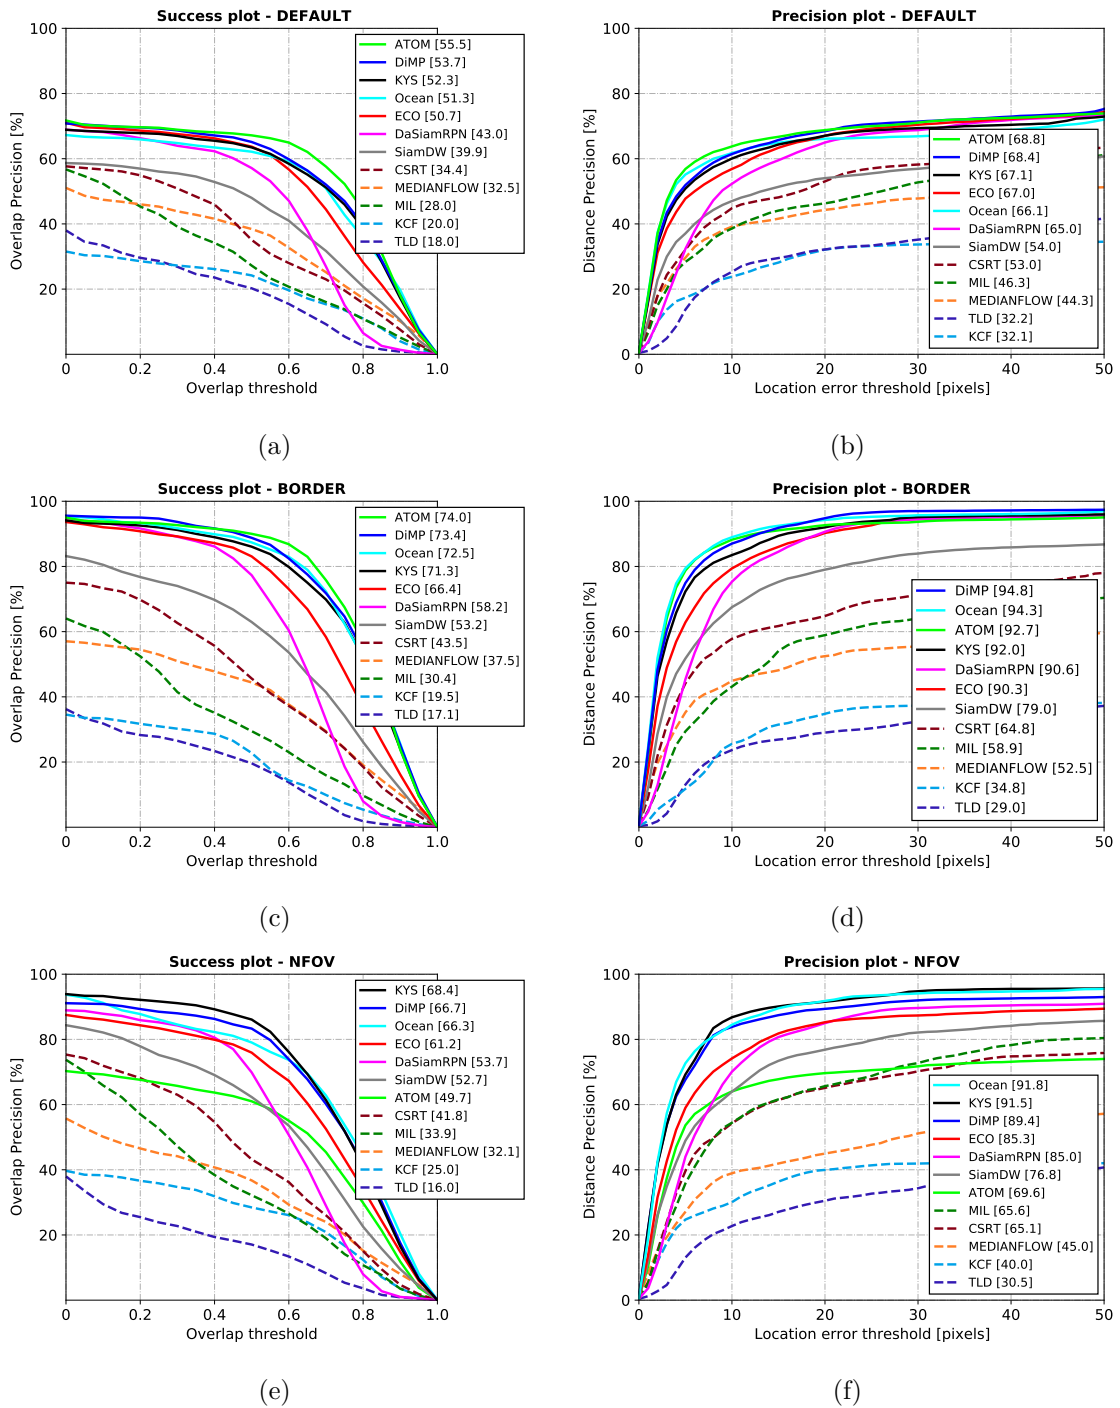 Success plot - DEFAULT
Overlap Precision [%]
100
80
60
40
20
0
0.2
0.4
0.6
0.8
1.0
Overlap threshold
ATOM [55.5]
DiMP [53.7]
KYS [52.3]
Ocean [51.3]
ECO [50.7]
DaSiamRPN [43.0]
SiamDW [39.9]
CSRT [34.4]
MEDIANFLOW [32.5]
MIL [28.0]
KCF [20.0]
TLD [18.0]
(a)
Precision plot - DEFAULT
Distance Precision [%]
100
80
60
40
20
0
0
10
20
30
40
50
Location error threshold [pixels]
ATOM [68.8]
DiMP [68.4]
KYS [67.1]
ECO [67.0]
Ocean [66.1]
DaSiamRPN [65.0]
SiamDW [54.0]
CSRT [53.0]
MIL [46.3]
MEDIANFLOW [44.3]
TLD [32.2]
KCF [32.1]
(b)
Success plot - BORDER
Overlap Precision [%]
100
80
60
40
20
0
0.2
0.4
0.6
0.8
1.0
Overlap threshold
ATOM [74.0]
DiMP [73.4]
Ocean [72.5]
KYS [71.3]
ECO [66.4]
DaSiamRPN [58.2]
SiamDW [53.2]
CSRT [43.5]
MEDIANFLOW [37.5]
MIL [30.4]
KCF [19.5]
TLD [17.1]
(c)
Precision plot - BORDER
Distance Precision [%]
100
80
60
40
20
0
0
10
20
30
40
50
Location error threshold [pixels]
DiMP [94.8]
Ocean [94.3]
ATOM [92.7]
KYS [92.0]
DaSiamRPN [90.6]
ECO [90.3]
SiamDW [79.0]
CSRT [64.8]
MIL [58.9]
MEDIANFLOW [52.5]
KCF [34.8]
TLD [29.0]
(d)
Success plot - NFOV
Overlap Precision [%]
100
80
60
40
20
0
0.2
0.4
0.6
0.8
1.0
Overlap threshold
KYS [68.4]
DiMP [66.7]
Ocean [66.3]
ECO [61.2]
DaSiamRPN [53.7]
SiamDW [52.7]
ATOM [49.7]
CSRT [41.8]
MIL [33.9]
MEDIANFLOW [32.1]
KCF [25.0]
TLD [16.0]
(e)
Precision plot - NFOV
Distance Precision [%]
100
80
60
40
20
0
0
10
20
30
40
50
Location error threshold [pixels]
Ocean [91.8]
KYS [91.5]
DiMP [89.4]
ECO [85.3]
DaSiamRPN [85.0]
SiamDW [76.8]
ATOM [69.6]
MIL [65.6]
CSRT [65.1]
MEDIANFLOW [45.0]
KCF [40.0]
TLD [30.5]
(f)